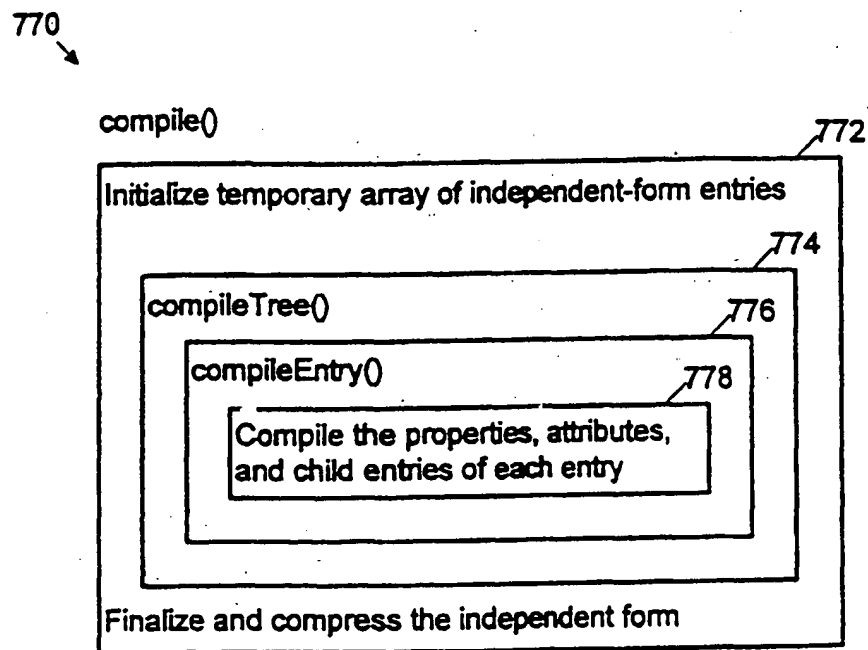 770
compile()
772
Initialize temporary array of independent-form entries
774
compileTree()
776
compileEntry()
778
Compile the properties, attributes,
and child entries of each entry
Finalize and compress the independent form